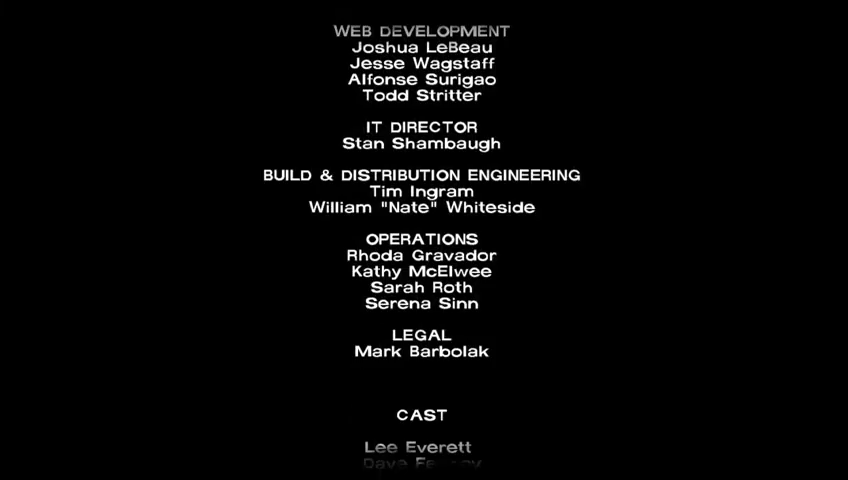 WEB DEVELOPMENT
Joshua LeBeau
Jesse Wagstaff
Alfonse Surigao
Todd Stritter
IT DIRECTOR
Stan Shambaugh
BUILD & DISTRIBUTION ENGINEERING
Tim Ingram
William "Nate" Whiteside
OPERATIONS
Rhoda Gravador
Kathy McElwee
Sarah Roth
Serena Sinn
LEGAL
Mark Barbolak
CAST
Lee Everett
Dave